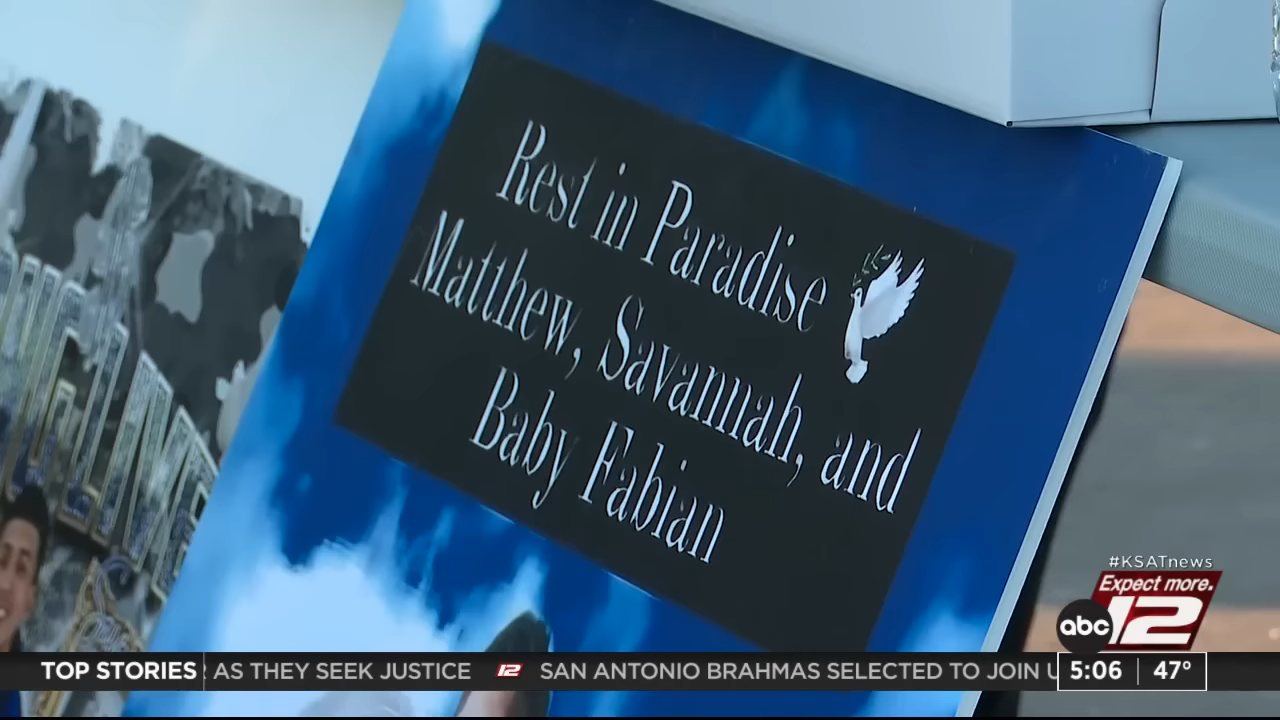 Rest in Paradise
Matthew, Savannah, and
Baby Fabian
#KSATnews
Expect more.
abc 12
TOP STORIES
AS THEY SEEK JUSTICE 12 SAN ANTONIO BRAHMAS SELECTED TO JOIN
5:06 47°